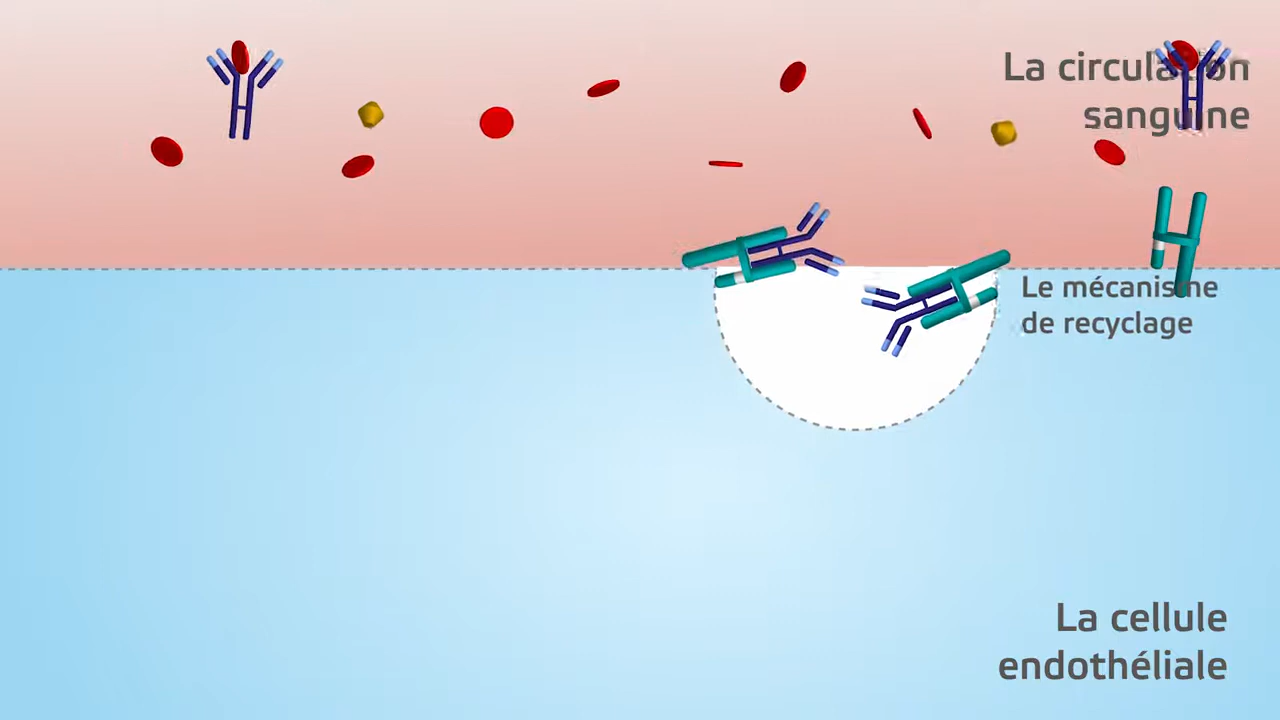 La circulation
sanguine
Le mécanisme
de recyclage
La cellule
endothéliale